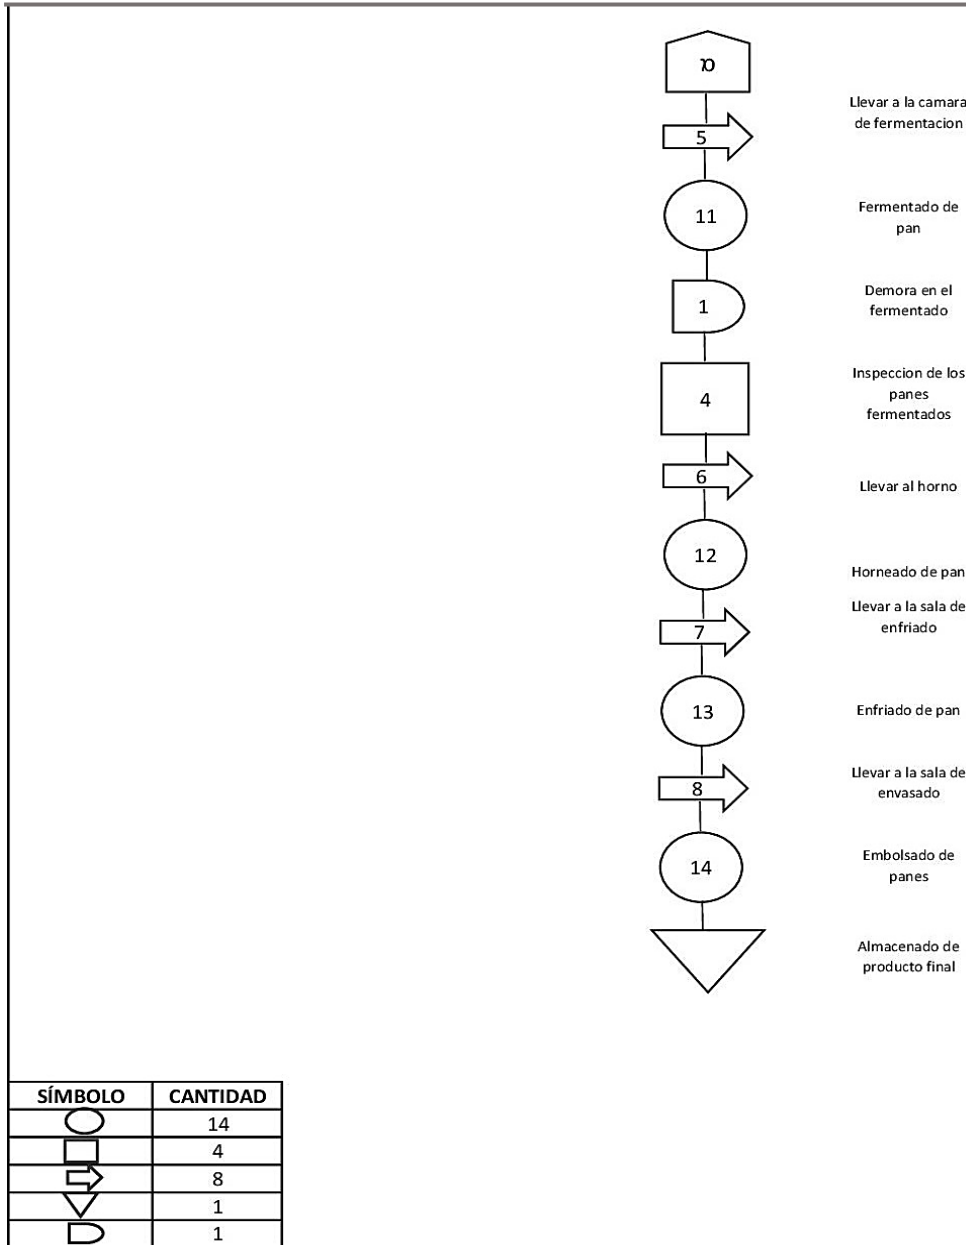 Llevar a la camara
de fermentacion
5
11
Fermentado de
pan
1
Demora en el
fermentado
4
Inspeccion de los
panes
fermentados
6
Llevar al horno
12
Horneado de pan
7
Llevar a la sala de
enfriado
13
Enfriado de pan
8
Llevar a la sala de
envasado
14
Embolsado de
panes
Almacenado de
producto final
SÍMBOLO CANTIDAD
14
4
8
1
1